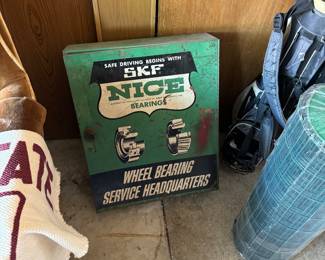 SAFE DRIVING BEGINS WITH
SKF
NICE
BEARINGS
WHEEL BEARING
SERVICE HEADQUARTERS
ATE